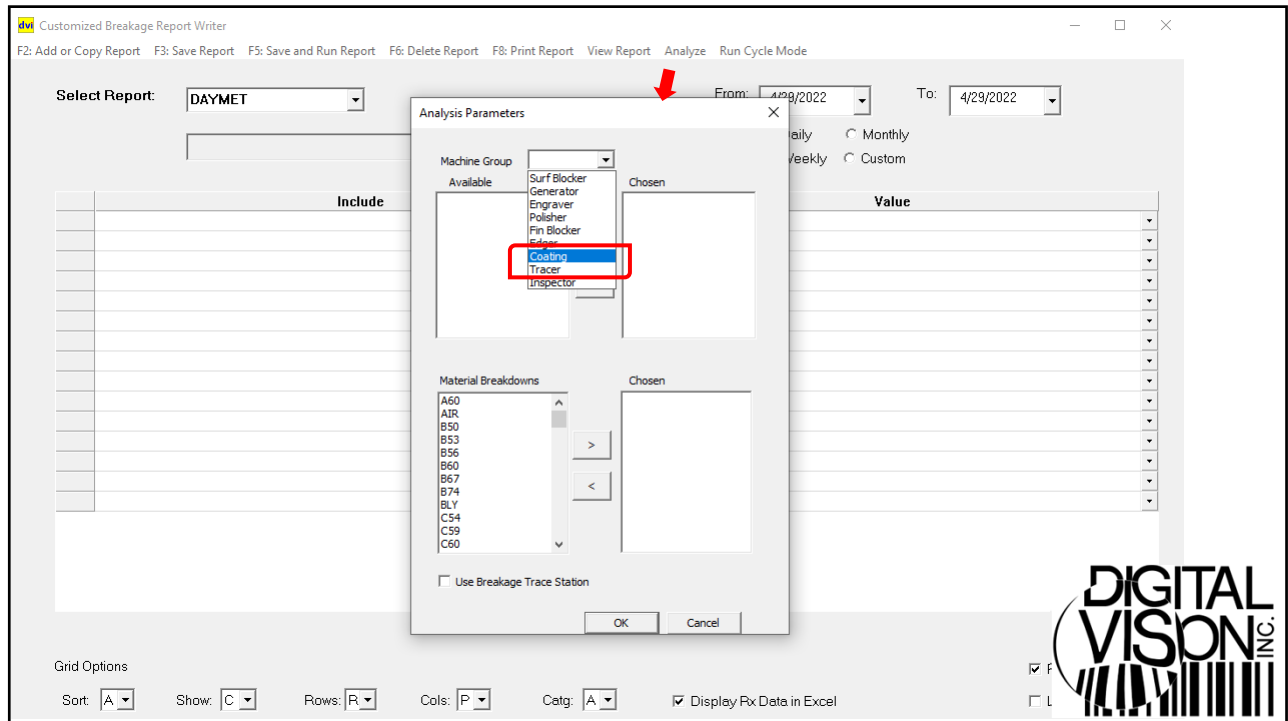 dvi Customized Breakage Report Writer
F2: Add or Copy Report F3: Save Report F5: Save and Run Report F6: Delete Report F8: Print Report View Report Analyze Run Cycle Mode
Select Report: DAYMET
From: 4/29/2022 To: 4/29/2022
Monthly
Custom
Include Value
Analysis Parameters
Machine Group
Available Chosen
Surf Blocker
Generator
Engraver
Polisher
Fin Blocker
Edger
Coating
Tracer
Inspector
Material Breakdowns Chosen
A60
AIR
B50
B53
B56
B60
B67
B74
BLY
C54
C59
C60
>
<
Use Breakage Trace Station
OK Cancel
Grid Options
Sort: A Show: C Rows: R Cols: P Catg: A Display Rx Data in Excel
DIGITAL
VISION INC.